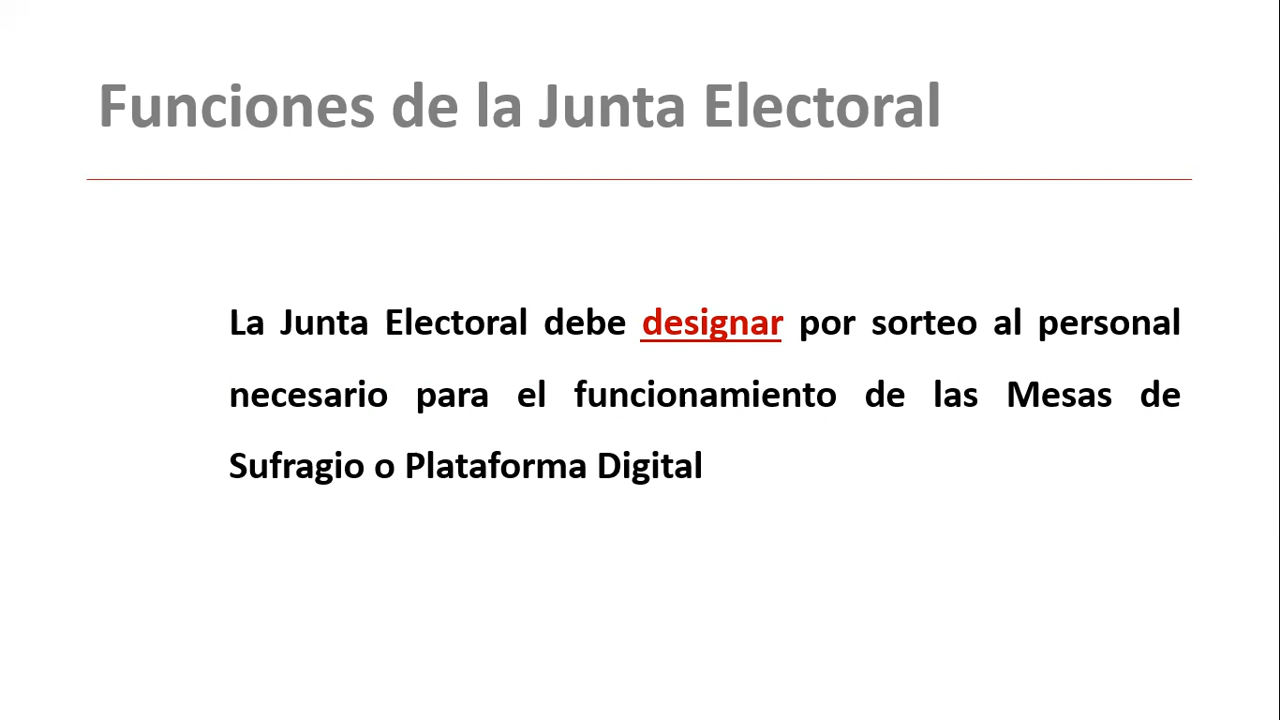 Funciones de la Junta Electoral
La Junta Electoral debe designar por sorteo al personal
necesario para el funcionamiento de las Mesas de
Sufragio o Plataforma Digital